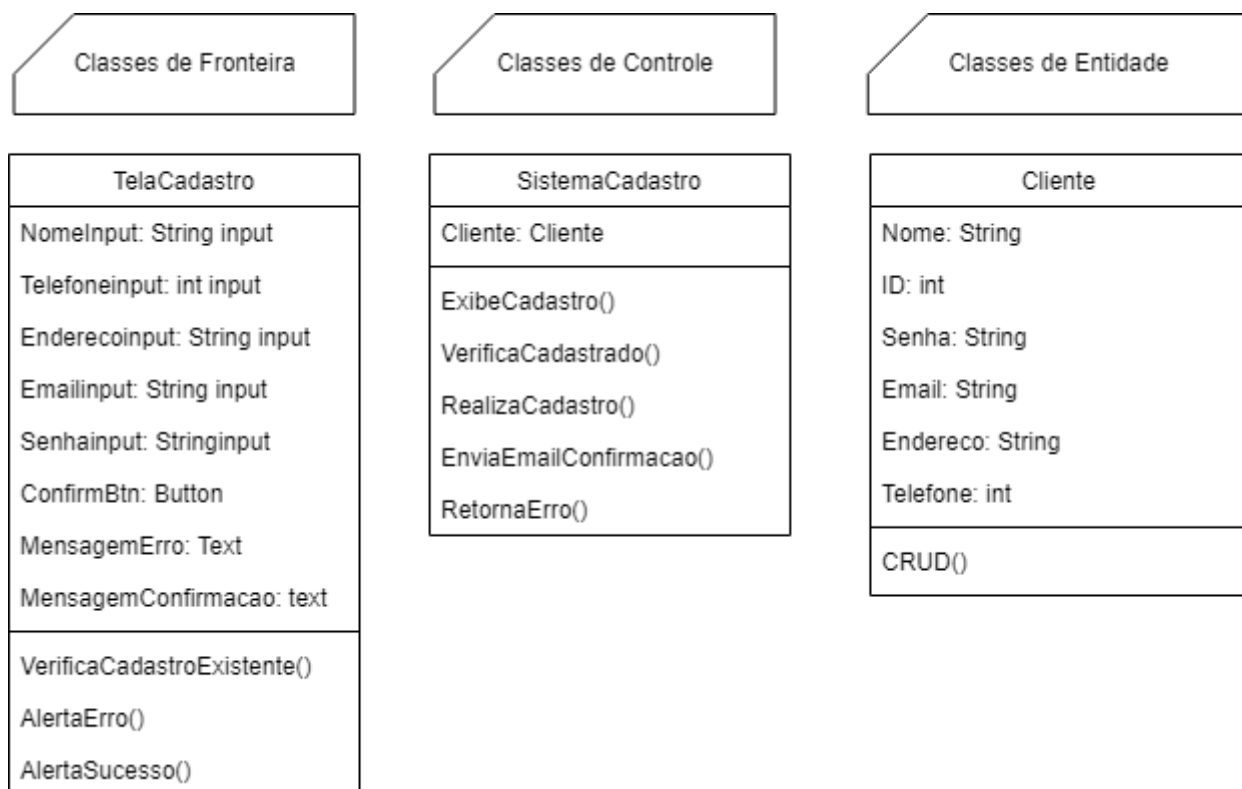 Classes de Fronteira
Classes de Controle
Classes de Entidade
TelaCadastro
NomeInput: String input
Telefoneinput: int input
Enderecoinput: String input
Emailinput: String input
Senhainput: Stringinput
ConfirmBtn: Button
MensagemErro: Text
MensagemConfirmacao: text
VerificaCadastroExistente()
AlertaErro()
AlertaSucesso()
SistemaCadastro
Cliente: Cliente
ExibeCadastro()
VerificaCadastrado()
RealizaCadastro()
EnviaEmailConfirmacao()
RetornaErro()
Cliente
Nome: String
ID: int
Senha: String
Email: String
Endereco: String
Telefone: int
CRUD()